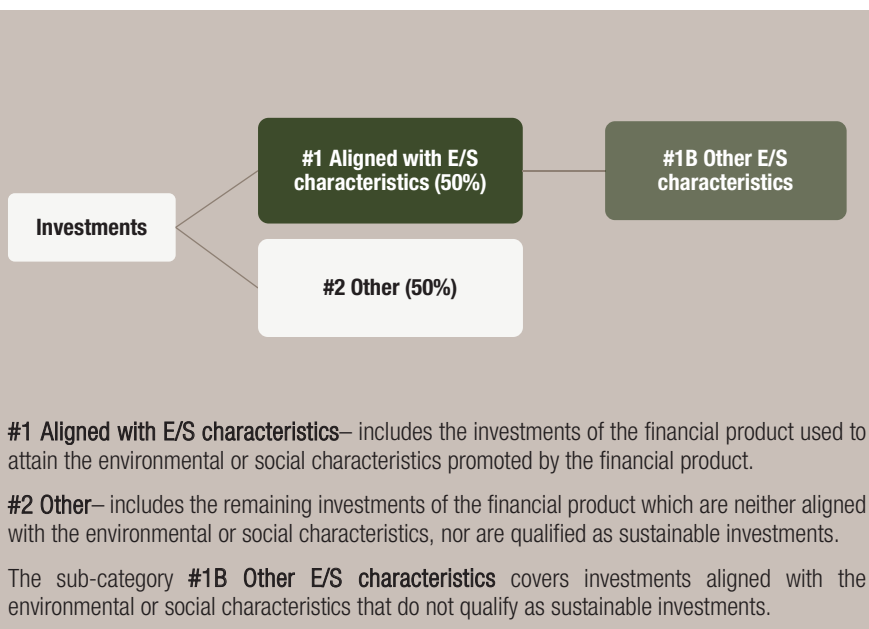 #1 Aligned with E/S
characteristics (50%)
#1B Other E/S
characteristics
Investments
#2 Other (50%)
#1 Aligned with E/S characteristics– includes the investments of the financial product used to
attain the environmental or social characteristics promoted by the financial product.
#2 Other– includes the remaining investments of the financial product which are neither aligned
with the environmental or social characteristics, nor are qualified as sustainable investments.
The sub-category #1B Other E/S characteristics covers investments aligned with the
environmental or social characteristics that do not qualify as sustainable investments.